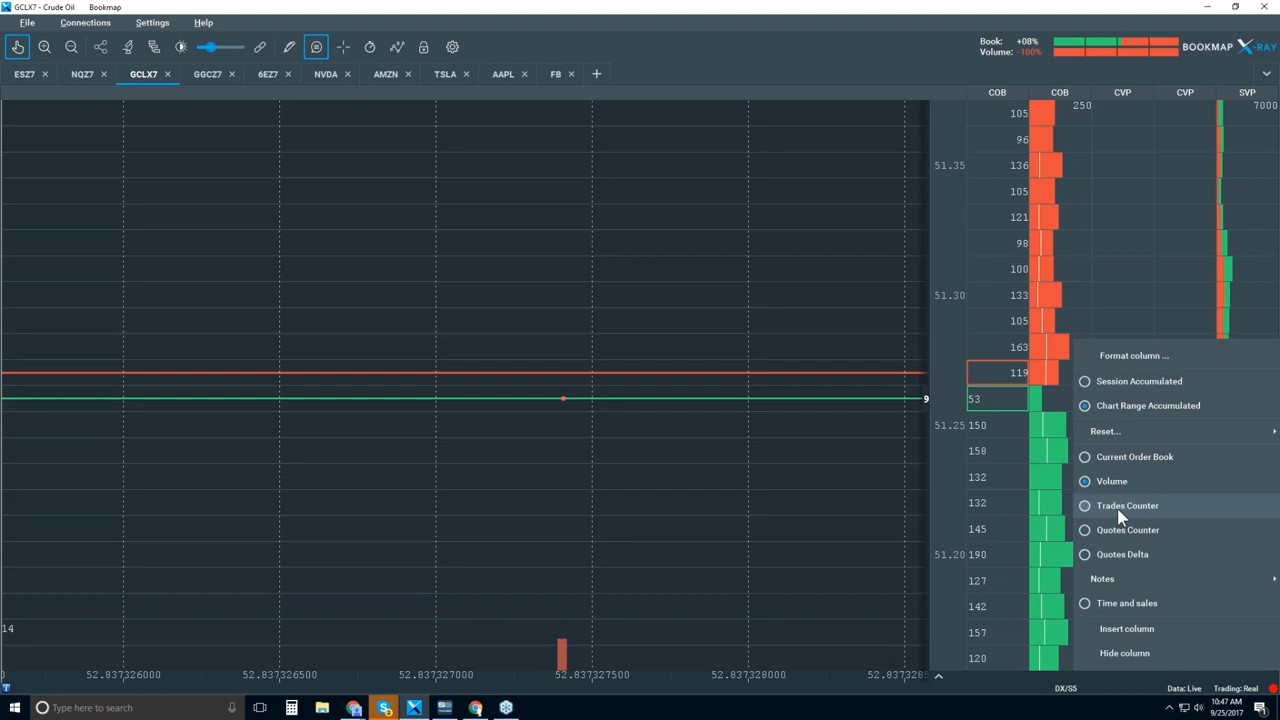 GCLX7 - Crude Oil Bookmap
File Connections Settings Help
Book: +08%
Volume: -100%
BOOKMAP X-RAY
ESZ7 NQZ7 GCLX7 GGCZ7 6EZ7 NVDA AMZN TSLA AAPL FB
COB COB CVP CVP SVP
105 250 7000
96
51.35 136
105
121
98
100
51.30 133
105
163
119
9 53
51.25 150
158
132
132
145
51.20 190
127
142
157
120
Format column ...
Session Accumulated
Chart Range Accumulated
Reset...
Current Order Book
Volume
Trades Counter
Quotes Counter
Quotes Delta
Notes
Time and sales
Insert column
Hide column
14
52.837326000 52.837326500 52.837327000 52.837327500 52.837328000
DX/S5 Data: Live Trading: Real
Type here to search
10:47 AM
9/25/2017
1